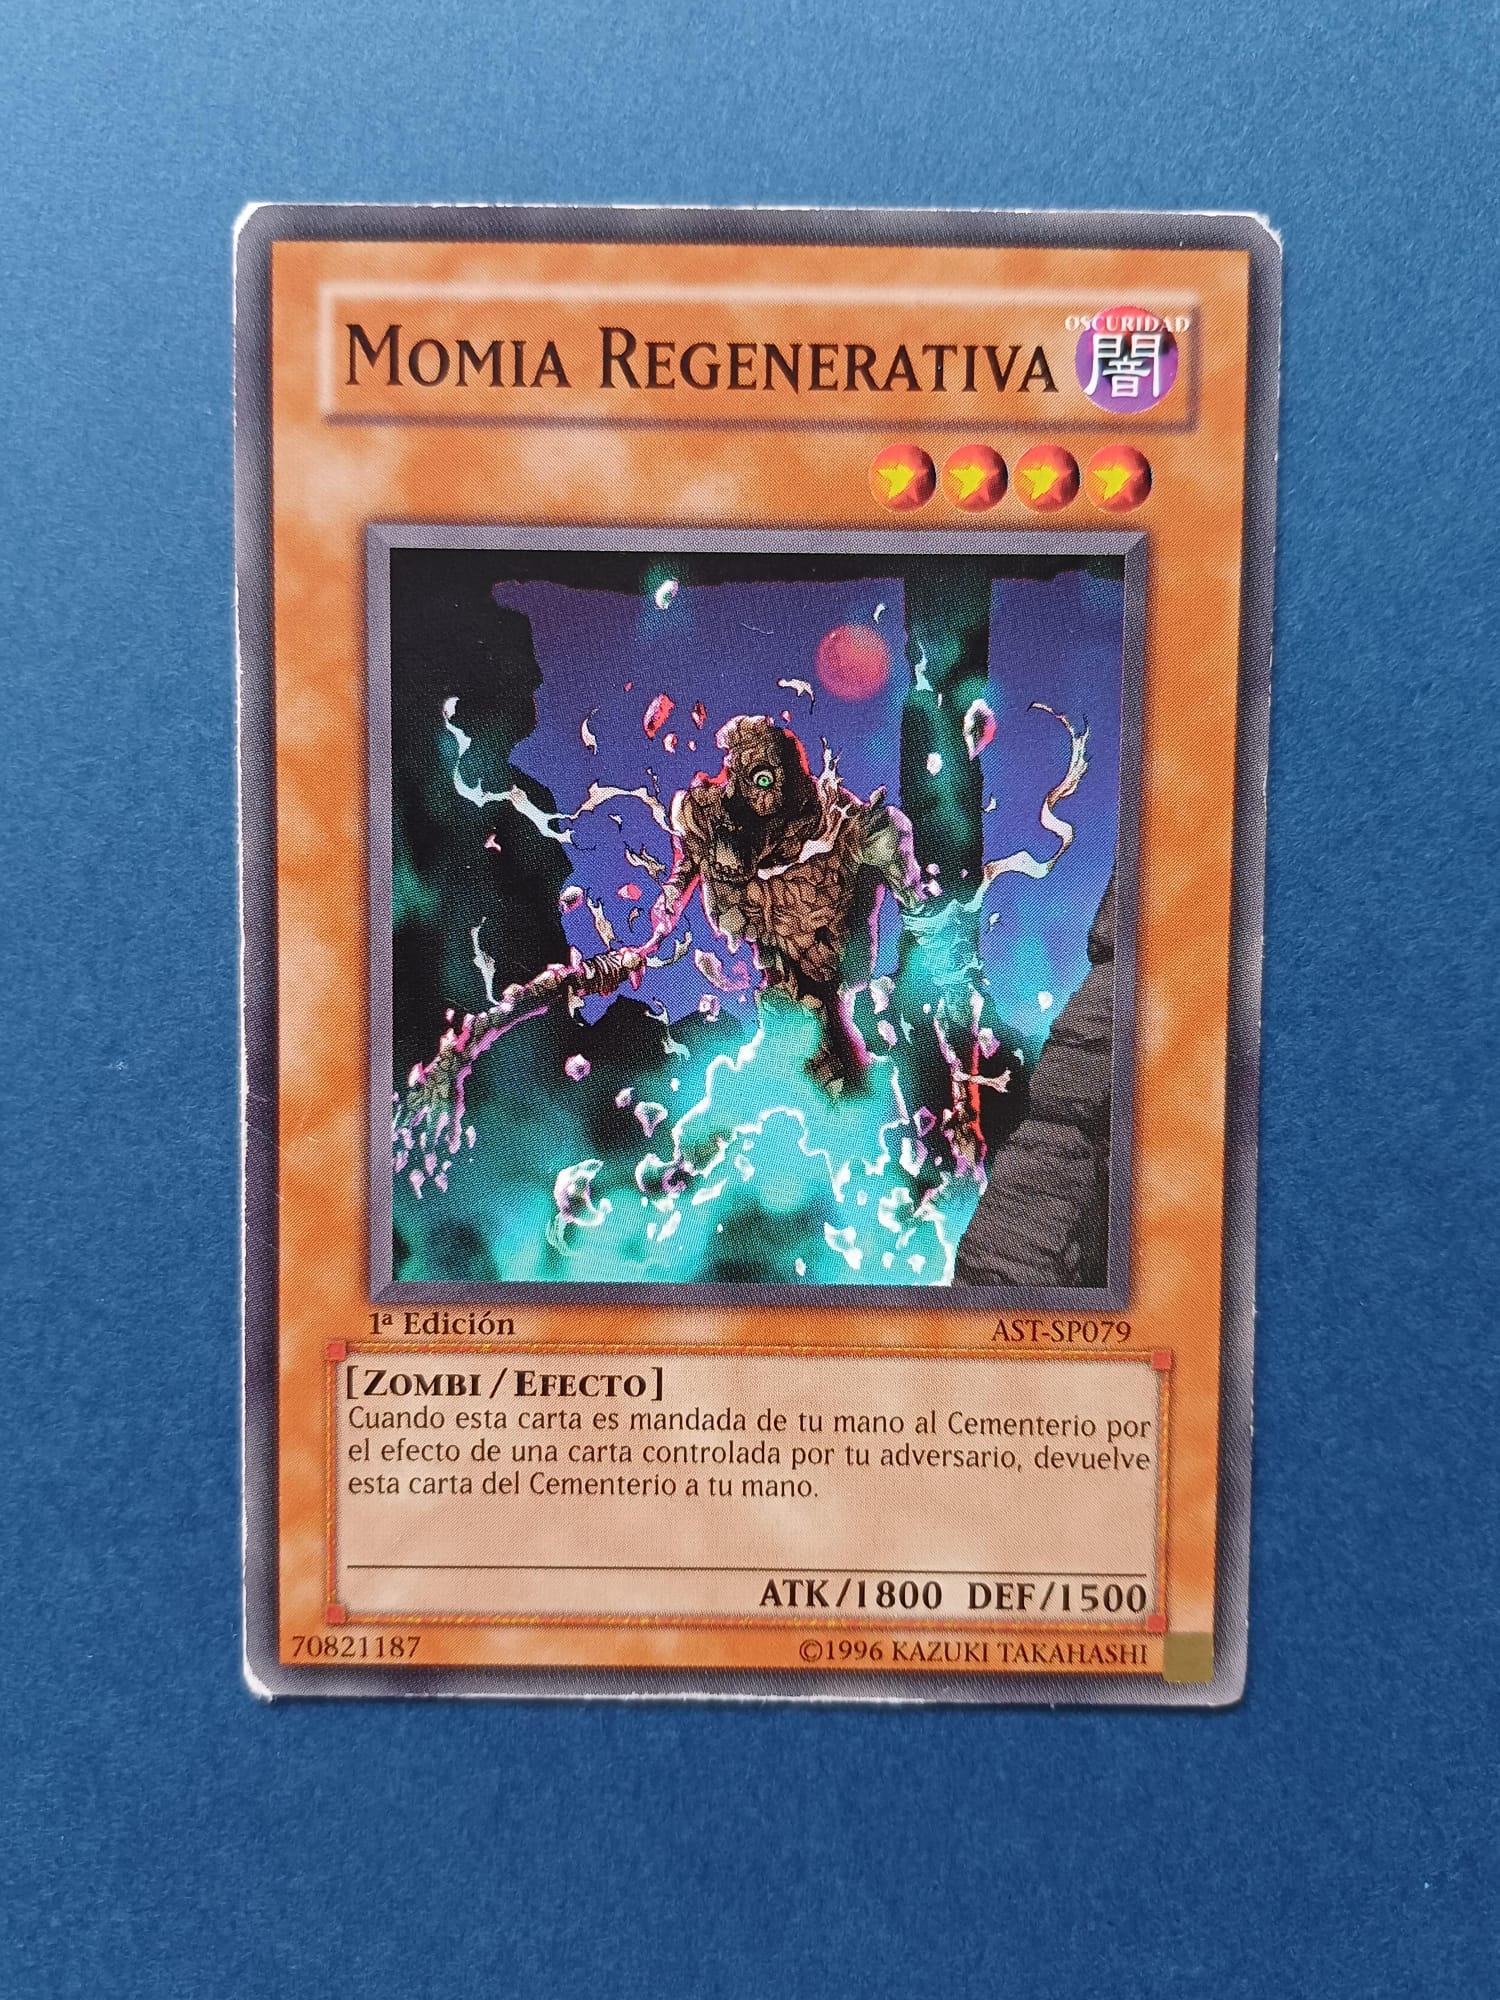 MOMIA REGENERATIVA
OSCURIDAD
闇
1ª Edición
AST-SP079
[ZOMBI/EFECTO]
Cuando esta carta es mandada de tu mano al Cementerio por
el efecto de una carta controlada por tu adversario, devuelve
esta carta del Cementerio a tu mano.
ATK/1800 DEF/1500
70821187
©1996 KAZUKI TAKAHASHI